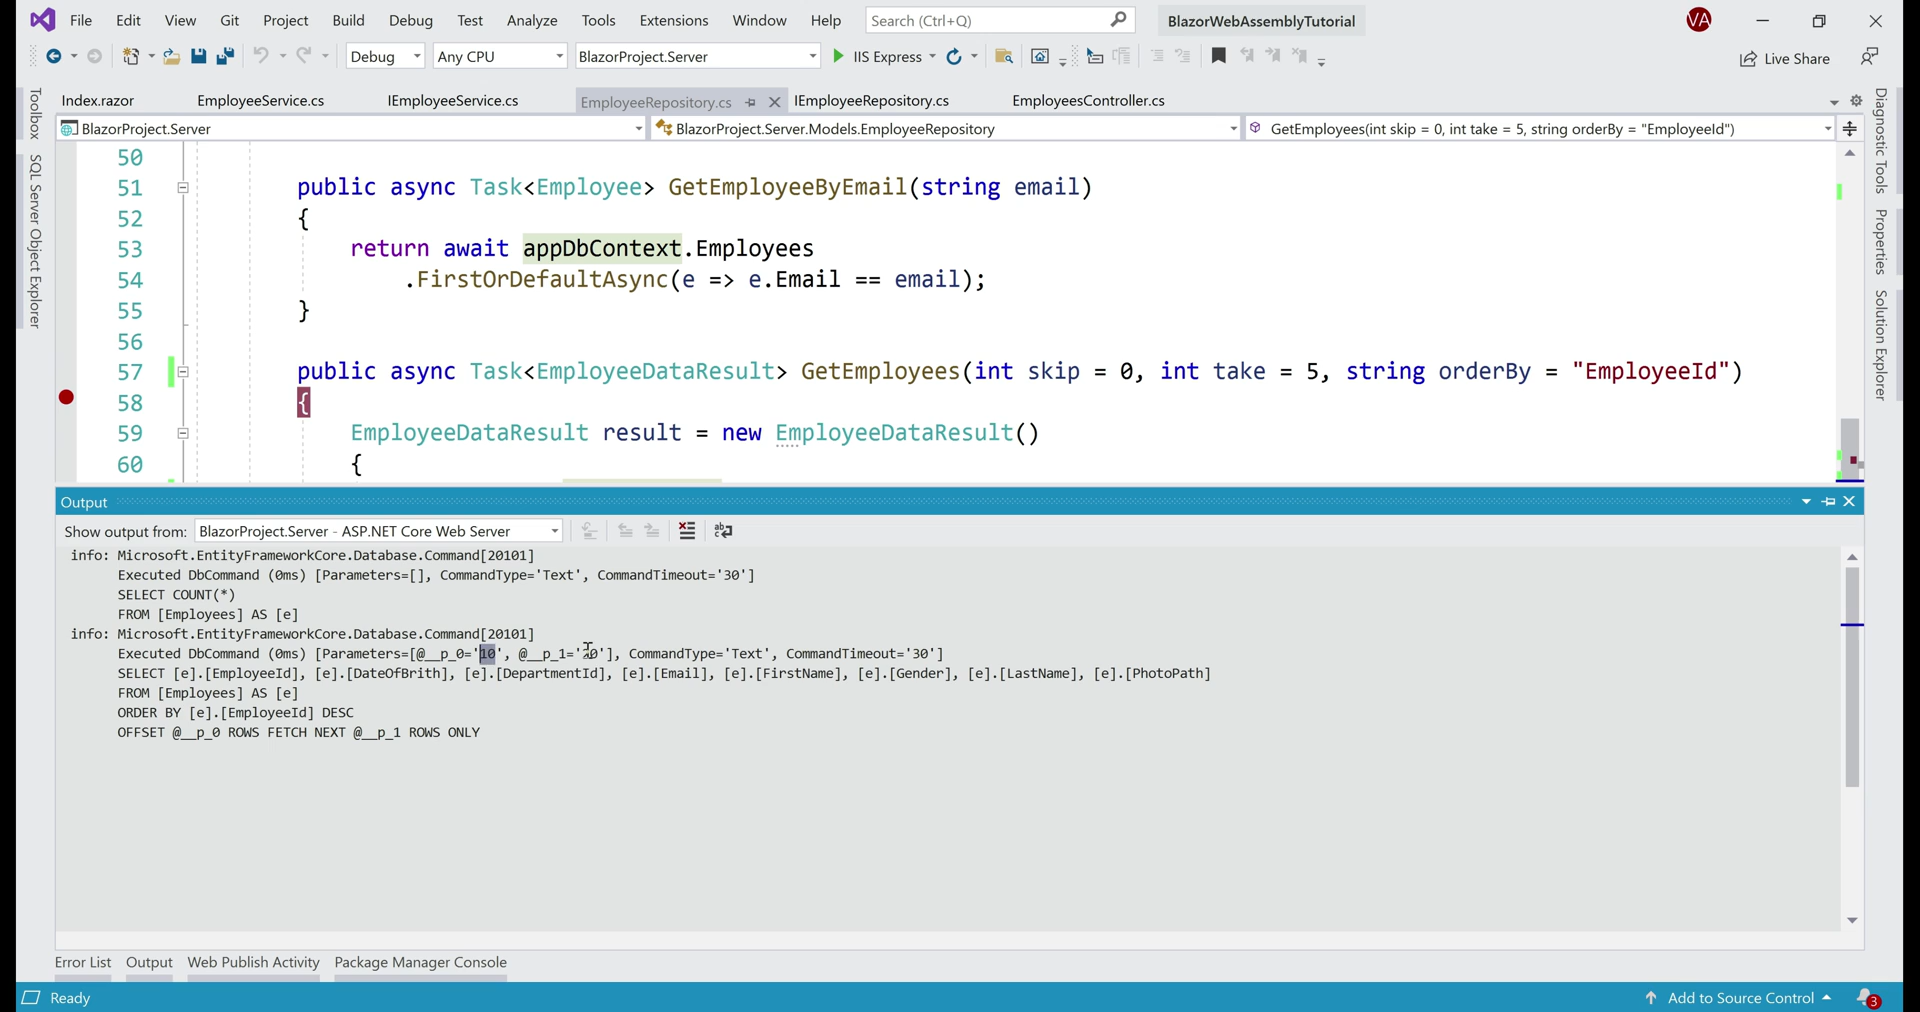 File Edit View Git Project Build Debug Test Analyze Tools Extensions Window Help Search (Ctrl+Q) BlazorWebAssemblyTutorial VA
Debug Any CPU BlazorProject.Server IIS Express Live Share
Index.razor EmployeeService.cs IEmployeeService.cs EmployeeRepository.cs IEmployeeRepository.cs EmployeesController.cs
BlazorProject.Server BlazorProject.Server.Models.EmployeeRepository GetEmployees(int skip = 0, int take = 5, string orderBy = "EmployeeId")
Toolbox
SQL Server Object Explorer
50
51 public async Task<Employee> GetEmployeeByEmail(string email)
52 {
53 return await appDbContext.Employees
54 .FirstOrDefaultAsync(e => e.Email == email);
55 }
56
57 public async Task<EmployeeDataResult> GetEmployees(int skip = 0, int take = 5, string orderBy = "EmployeeId")
58 {
59 EmployeeDataResult result = new EmployeeDataResult()
60 {
Diagnostic Tools
Properties
Solution Explorer
Output
Show output from: BlazorProject.Server - ASP.NET Core Web Server
info: Microsoft.EntityFrameworkCore.Database.Command[20101]
Executed DbCommand (0ms) [Parameters=[], CommandType='Text', CommandTimeout='30']
SELECT COUNT(*)
FROM [Employees] AS [e]
info: Microsoft.EntityFrameworkCore.Database.Command[20101]
Executed DbCommand (0ms) [Parameters=[@__p_0='10', @__p_1='20'], CommandType='Text', CommandTimeout='30']
SELECT [e].[EmployeeId], [e].[DateOfBrith], [e].[DepartmentId], [e].[Email], [e].[FirstName], [e].[Gender], [e].[LastName], [e].[PhotoPath]
FROM [Employees] AS [e]
ORDER BY [e].[EmployeeId] DESC
OFFSET @__p_0 ROWS FETCH NEXT @__p_1 ROWS ONLY
Error List Output Web Publish Activity Package Manager Console
Ready Add to Source Control 3